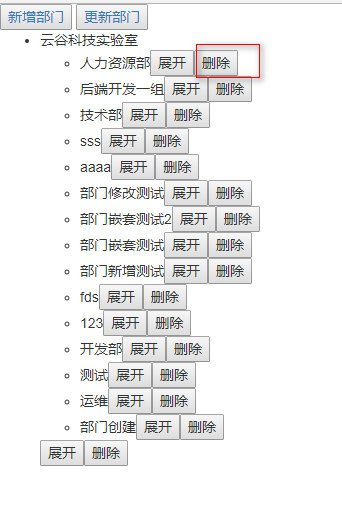 新增部门 更新部门
云谷科技实验室
人力资源部 展开 删除
后端开发一组 展开 删除
技术部 展开 删除
sss 展开 删除
aaaa 展开 删除
部门修改测试 展开 删除
部门嵌套测试2 展开 删除
部门嵌套测试 展开 删除
部门新增测试 展开 删除
fds 展开 删除
123 展开 删除
开发部 展开 删除
测试 展开 删除
运维 展开 删除
部门创建 展开 删除
展开 删除